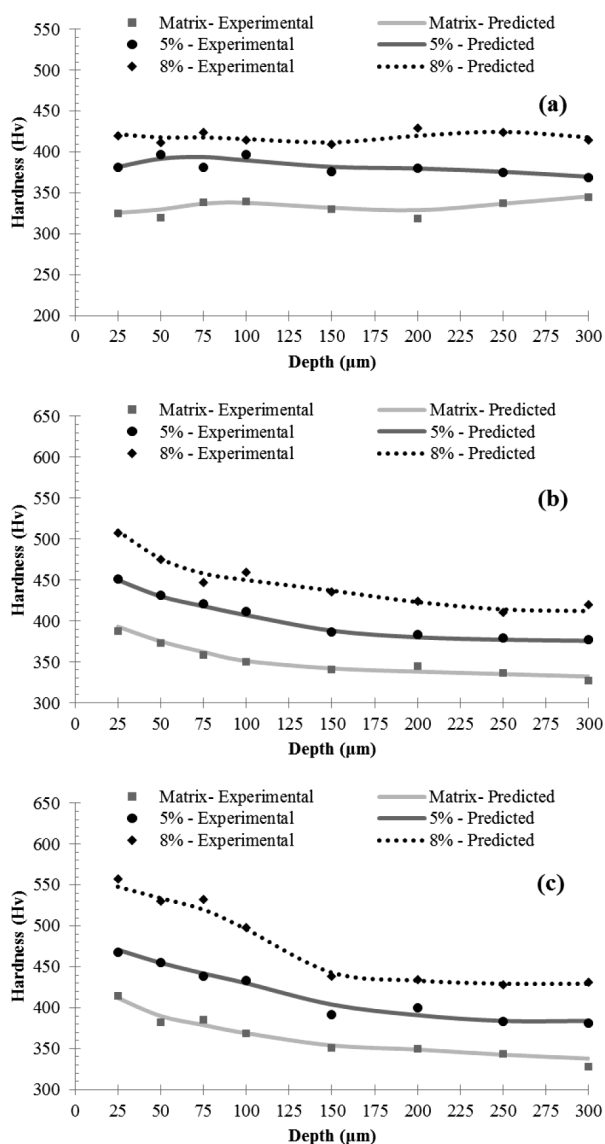 Matrix- Experimental Matrix- Predicted
5% - Experimental 5% - Predicted
8% - Experimental 8% - Predicted
550
500
450
400
350
300
250
200
Hardness (Hv)
(a)
0 25 50 75 100 125 150 175 200 225 250 275 300
Depth (µm)
Matrix- Experimental Matrix- Predicted
5% - Experimental 5% - Predicted
8% - Experimental 8% - Predicted
650
600
550
500
450
400
350
300
Hardness (Hv)
(b)
0 25 50 75 100 125 150 175 200 225 250 275 300
Depth (µm)
Matrix- Experimental Matrix- Predicted
5% - Experimental 5% - Predicted
8% - Experimental 8% - Predicted
650
600
550
500
450
400
350
300
Hardness (Hv)
(c)
0 25 50 75 100 125 150 175 200 225 250 275 300
Depth (µm)